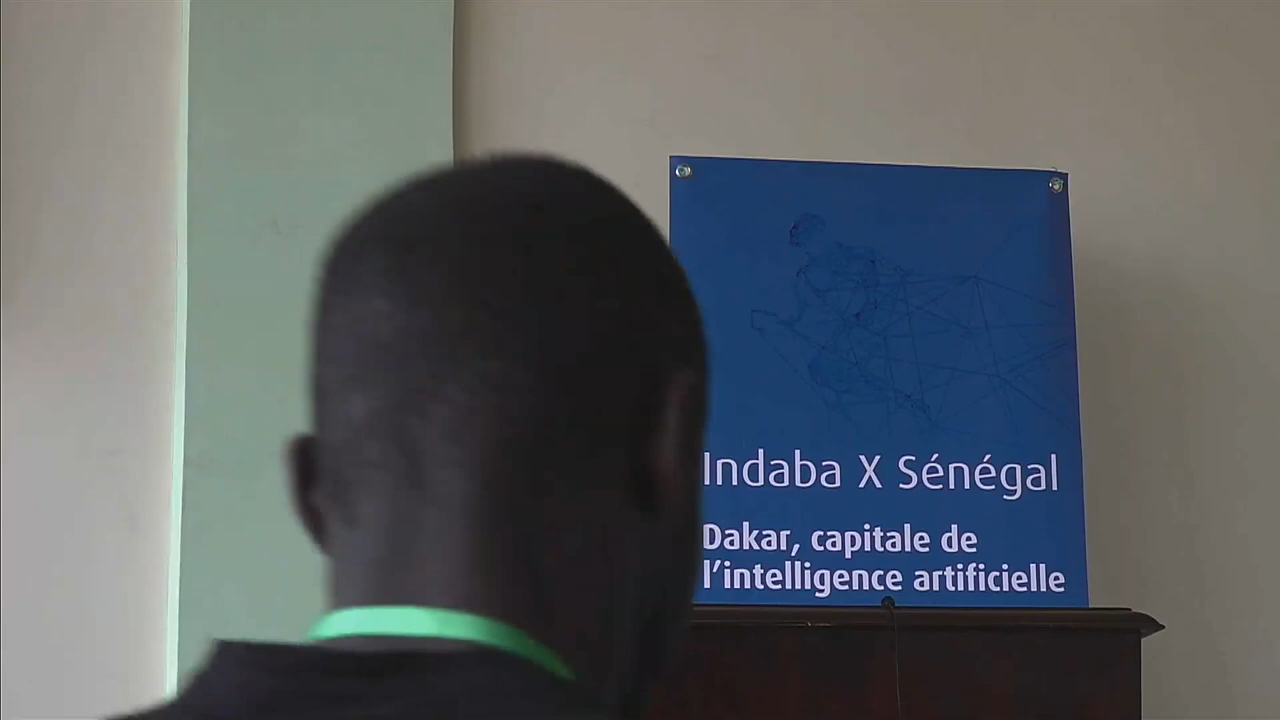 Indaba X Sénégal
Dakar, capitale de
l'intelligence artificielle